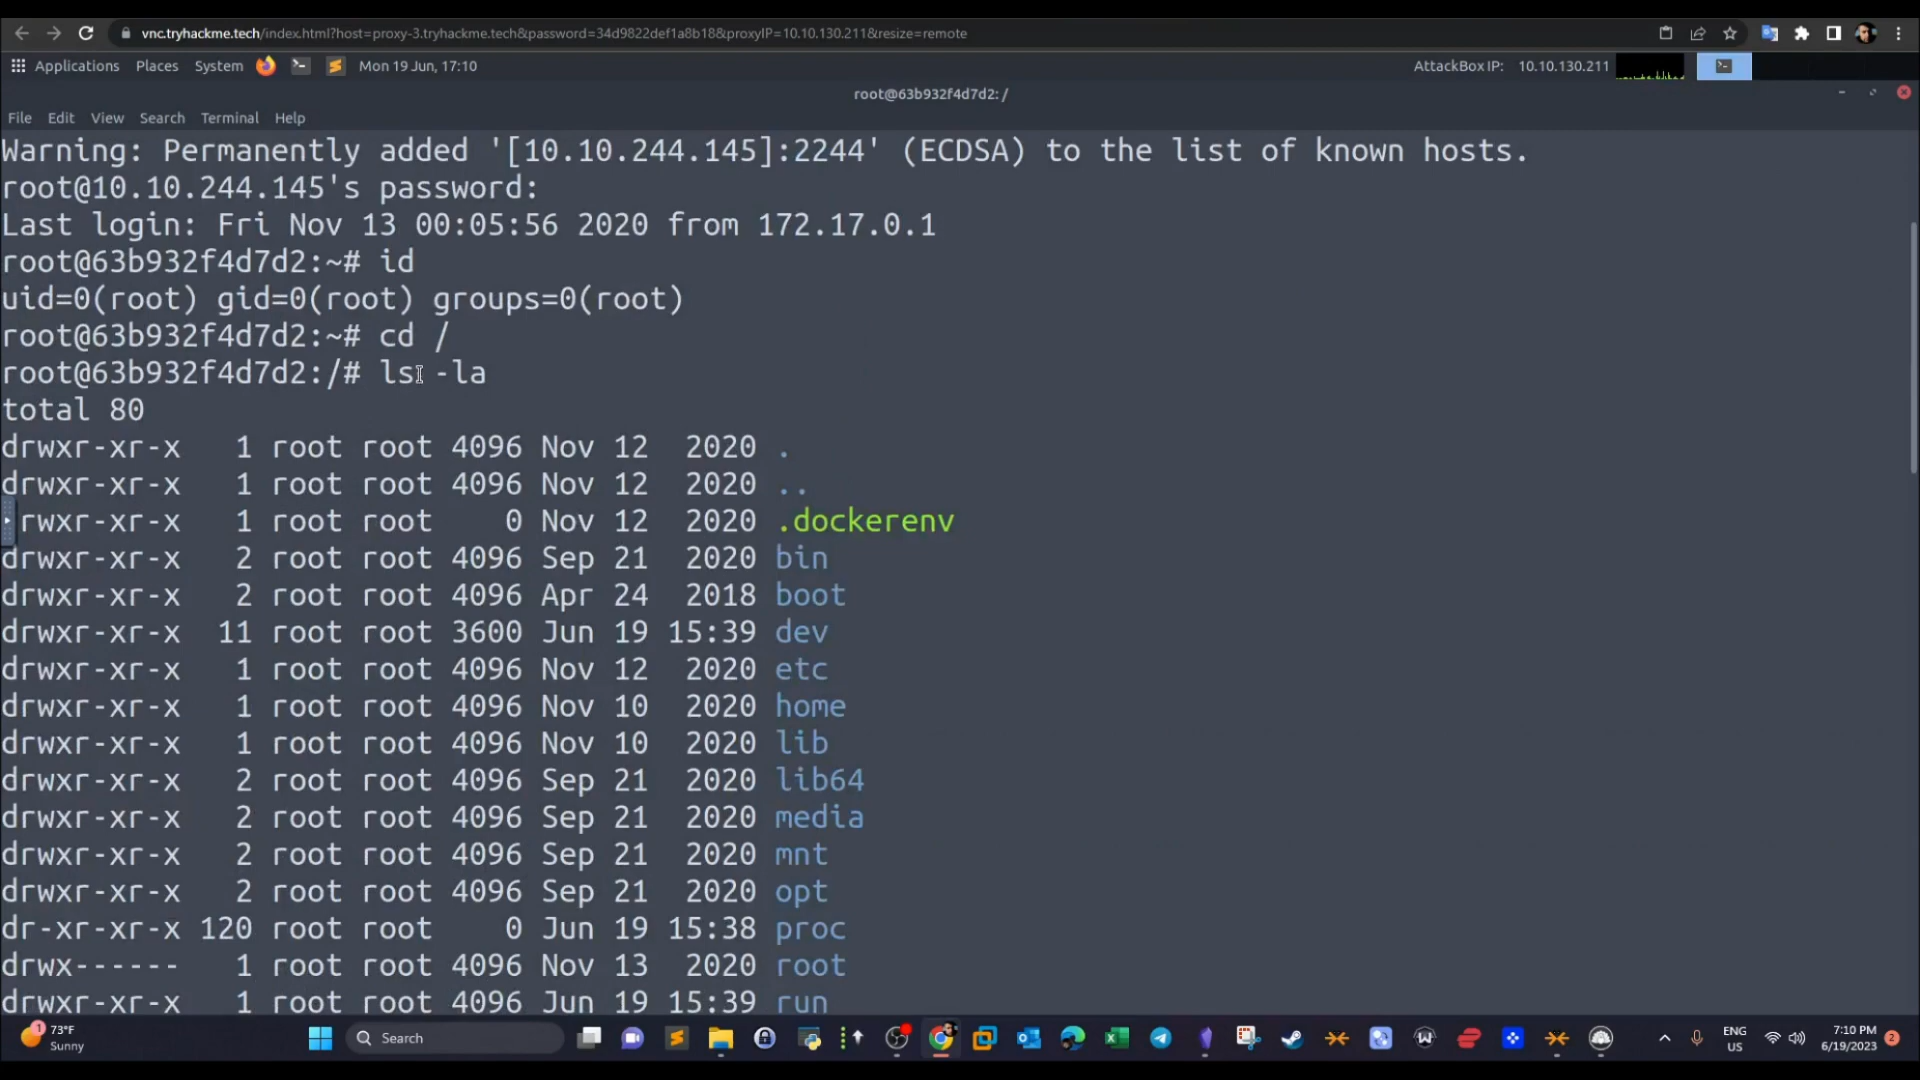 vnc.tryhackme.tech/index.html?host=proxy-3.tryhackme.tech&password=34d9822def1a8b18&proxyIP=10.10.130.211&resize=remote
Applications Places System Mon 19 Jun, 17:10 AttackBox IP: 10.10.130.211
root@63b932f4d7d2: /
File Edit View Search Terminal Help
Warning: Permanently added '[10.10.244.145]:2244' (ECDSA) to the list of known hosts.
root@10.10.244.145's password:
Last login: Fri Nov 13 00:05:56 2020 from 172.17.0.1
root@63b932f4d7d2:~# id
uid=0(root) gid=0(root) groups=0(root)
root@63b932f4d7d2:~# cd /
root@63b932f4d7d2:/# ls -la
total 80
drwxr-xr-x 1 root root 4096 Nov 12 2020 .
drwxr-xr-x 1 root root 4096 Nov 12 2020 ..
rwxr-xr-x 1 root root 0 Nov 12 2020 .dockerenv
drwxr-xr-x 2 root root 4096 Sep 21 2020 bin
drwxr-xr-x 2 root root 4096 Apr 24 2018 boot
drwxr-xr-x 11 root root 3600 Jun 19 15:39 dev
drwxr-xr-x 1 root root 4096 Nov 12 2020 etc
drwxr-xr-x 1 root root 4096 Nov 10 2020 home
drwxr-xr-x 1 root root 4096 Nov 10 2020 lib
drwxr-xr-x 2 root root 4096 Sep 21 2020 lib64
drwxr-xr-x 2 root root 4096 Sep 21 2020 media
drwxr-xr-x 2 root root 4096 Sep 21 2020 mnt
drwxr-xr-x 2 root root 4096 Sep 21 2020 opt
dr-xr-xr-x 120 root root 0 Jun 19 15:38 proc
drwx------ 1 root root 4096 Nov 13 2020 root
drwxr-xr-x 1 root root 4096 Jun 19 15:39 run
1 73°F
Sunny
Search
ENG
US
7:10 PM
6/19/2023
2